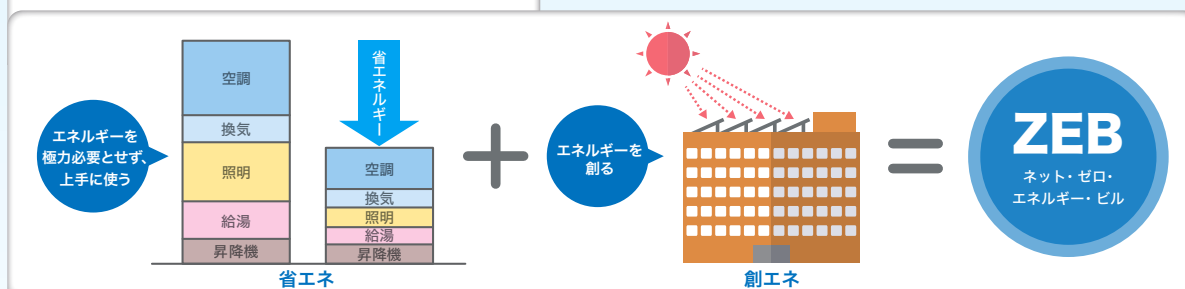 エネルギーを
極力必要とせず、
上手に使う
空調
換気
照明
給湯
昇降機
省エネルギー
空調
換気
照明
給湯
昇降機
省エネ
+
エネルギーを
創る
創エネ
=
ZEB
ネット・ゼロ・
エネルギー・ビル